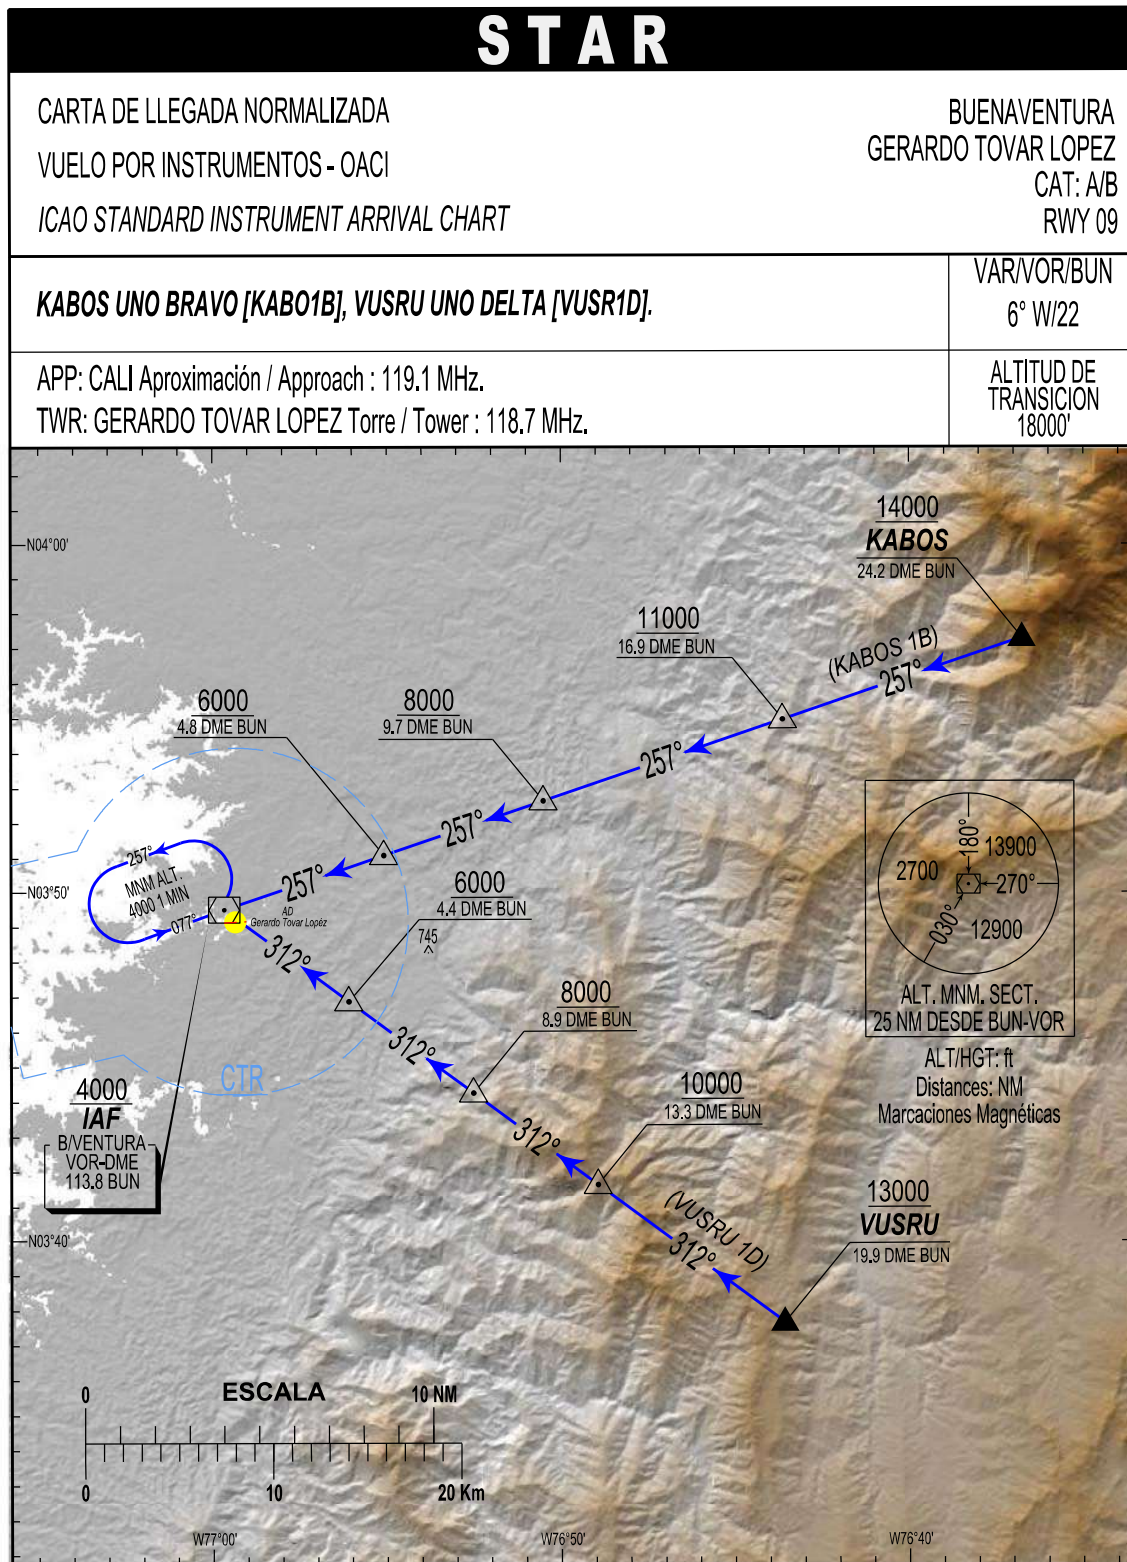 STAR
CARTA DE LLEGADA NORMALIZADA
VUELO POR INSTRUMENTOS - OACI
ICAO STANDARD INSTRUMENT ARRIVAL CHART
BUENAVENTURA
GERARDO TOVAR LOPEZ
CAT: A/B
RWY 09
KABOS UNO BRAVO [KABO1B], VUSRU UNO DELTA [VUSR1D].
VAR/VOR/BUN
6° W/22
APP: CALI Aproximación / Approach : 119.1 MHz.
TWR: GERARDO TOVAR LOPEZ Torre / Tower : 118.7 MHz.
ALTITUD DE
TRANSICION
18000'
N04°00'
14000
KABOS
24.2 DME BUN
11000
16.9 DME BUN
(KABOS 1B)
257°
6000
4.8 DME BUN
8000
9.7 DME BUN
257°
257°
257°
257°
MNM ALT
4000 1 MIN
077°
N03°50'
AD
Gerardo Tovar Lopéz
6000
4.4 DME BUN
745
312°
180°
2700
13900
270°
030°
12900
ALT. MNM. SECT.
25 NM DESDE BUN-VOR
8000
8.9 DME BUN
312°
ALT/HGT: ft
Distances: NM
Marcaciones Magnéticas
CTR
4000
IAF
B/VENTURA
VOR-DME
113.8 BUN
10000
13.3 DME BUN
312°
(VUSRU 1D)
312°
13000
VUSRU
19.9 DME BUN
N03°40'
ESCALA
0
10 NM
0
10
20 Km
W77°00'
W76°50'
W76°40'